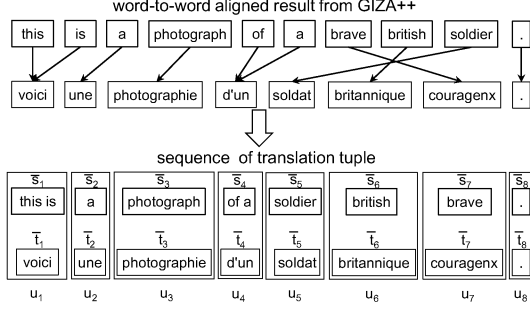 word-to-word aligned result from GIZA++
this is a photograph of a brave british soldier .
voici une photographie d'un soldat britannique couragenx .
sequence of translation tuple
s̅1 s̅2 s̅3 s̅4 s̅5 s̅6 s̅7 s̅8
this is a photograph of a soldier british brave .
t̅1 t̅2 t̅3 t̅4 t̅5 t̅6 t̅7 t̅8
voici une photographie d'un soldat britannique couragenx .
u1 u2 u3 u4 u5 u6 u7 u8